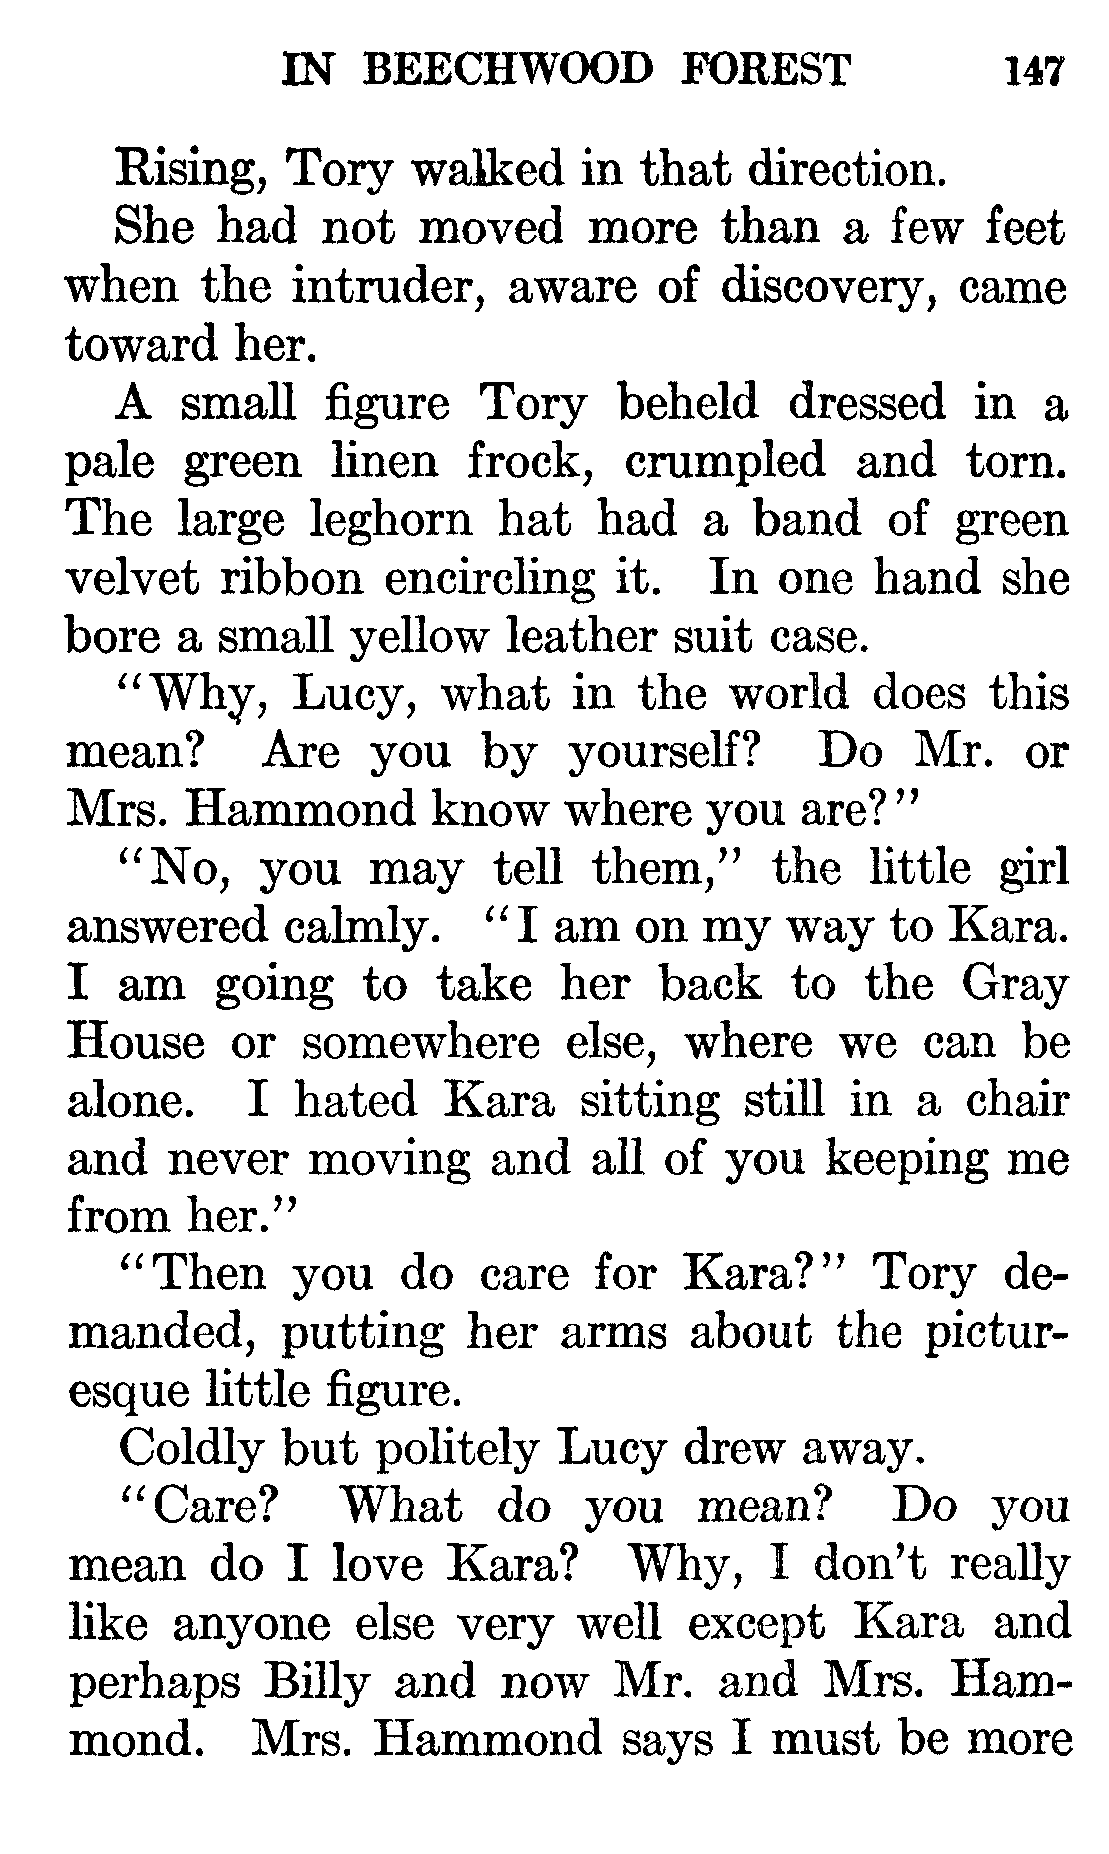 IN BEECHWOOD FOREST 147
Rising, Tory walked in that direction.
She had not moved more than a few feet
when the intruder, aware of discovery, came
toward her.
A small figure Tory beheld dressed in a
pale green linen frock, crumpled and torn.
The large leghorn hat had a band of green
velvet ribbon encircling it. In one hand she
bore a small yellow leather suit case.
“Why, Lucy, what in the world does this
mean? Are you by yourself? Do Mr. or
Mrs. Hammond know where you are?”
“No, you may tell them,” the little girl
answered calmly. “I am on my way to Kara.
I am going to take her back to the Gray
House or somewhere else, where we can be
alone. I hated Kara sitting still in a chair
and never moving and all of you keeping me
from her.”
“Then you do care for Kara?” Tory de-
manded, putting her arms about the pictur-
esque little figure.
Coldly but politely Lucy drew away.
“Care? What do you mean? Do you
mean do I love Kara? Why, I don’t really
like anyone else very well except Kara and
perhaps Billy and now Mr. and Mrs. Ham-
mond. Mrs. Hammond says I must be more